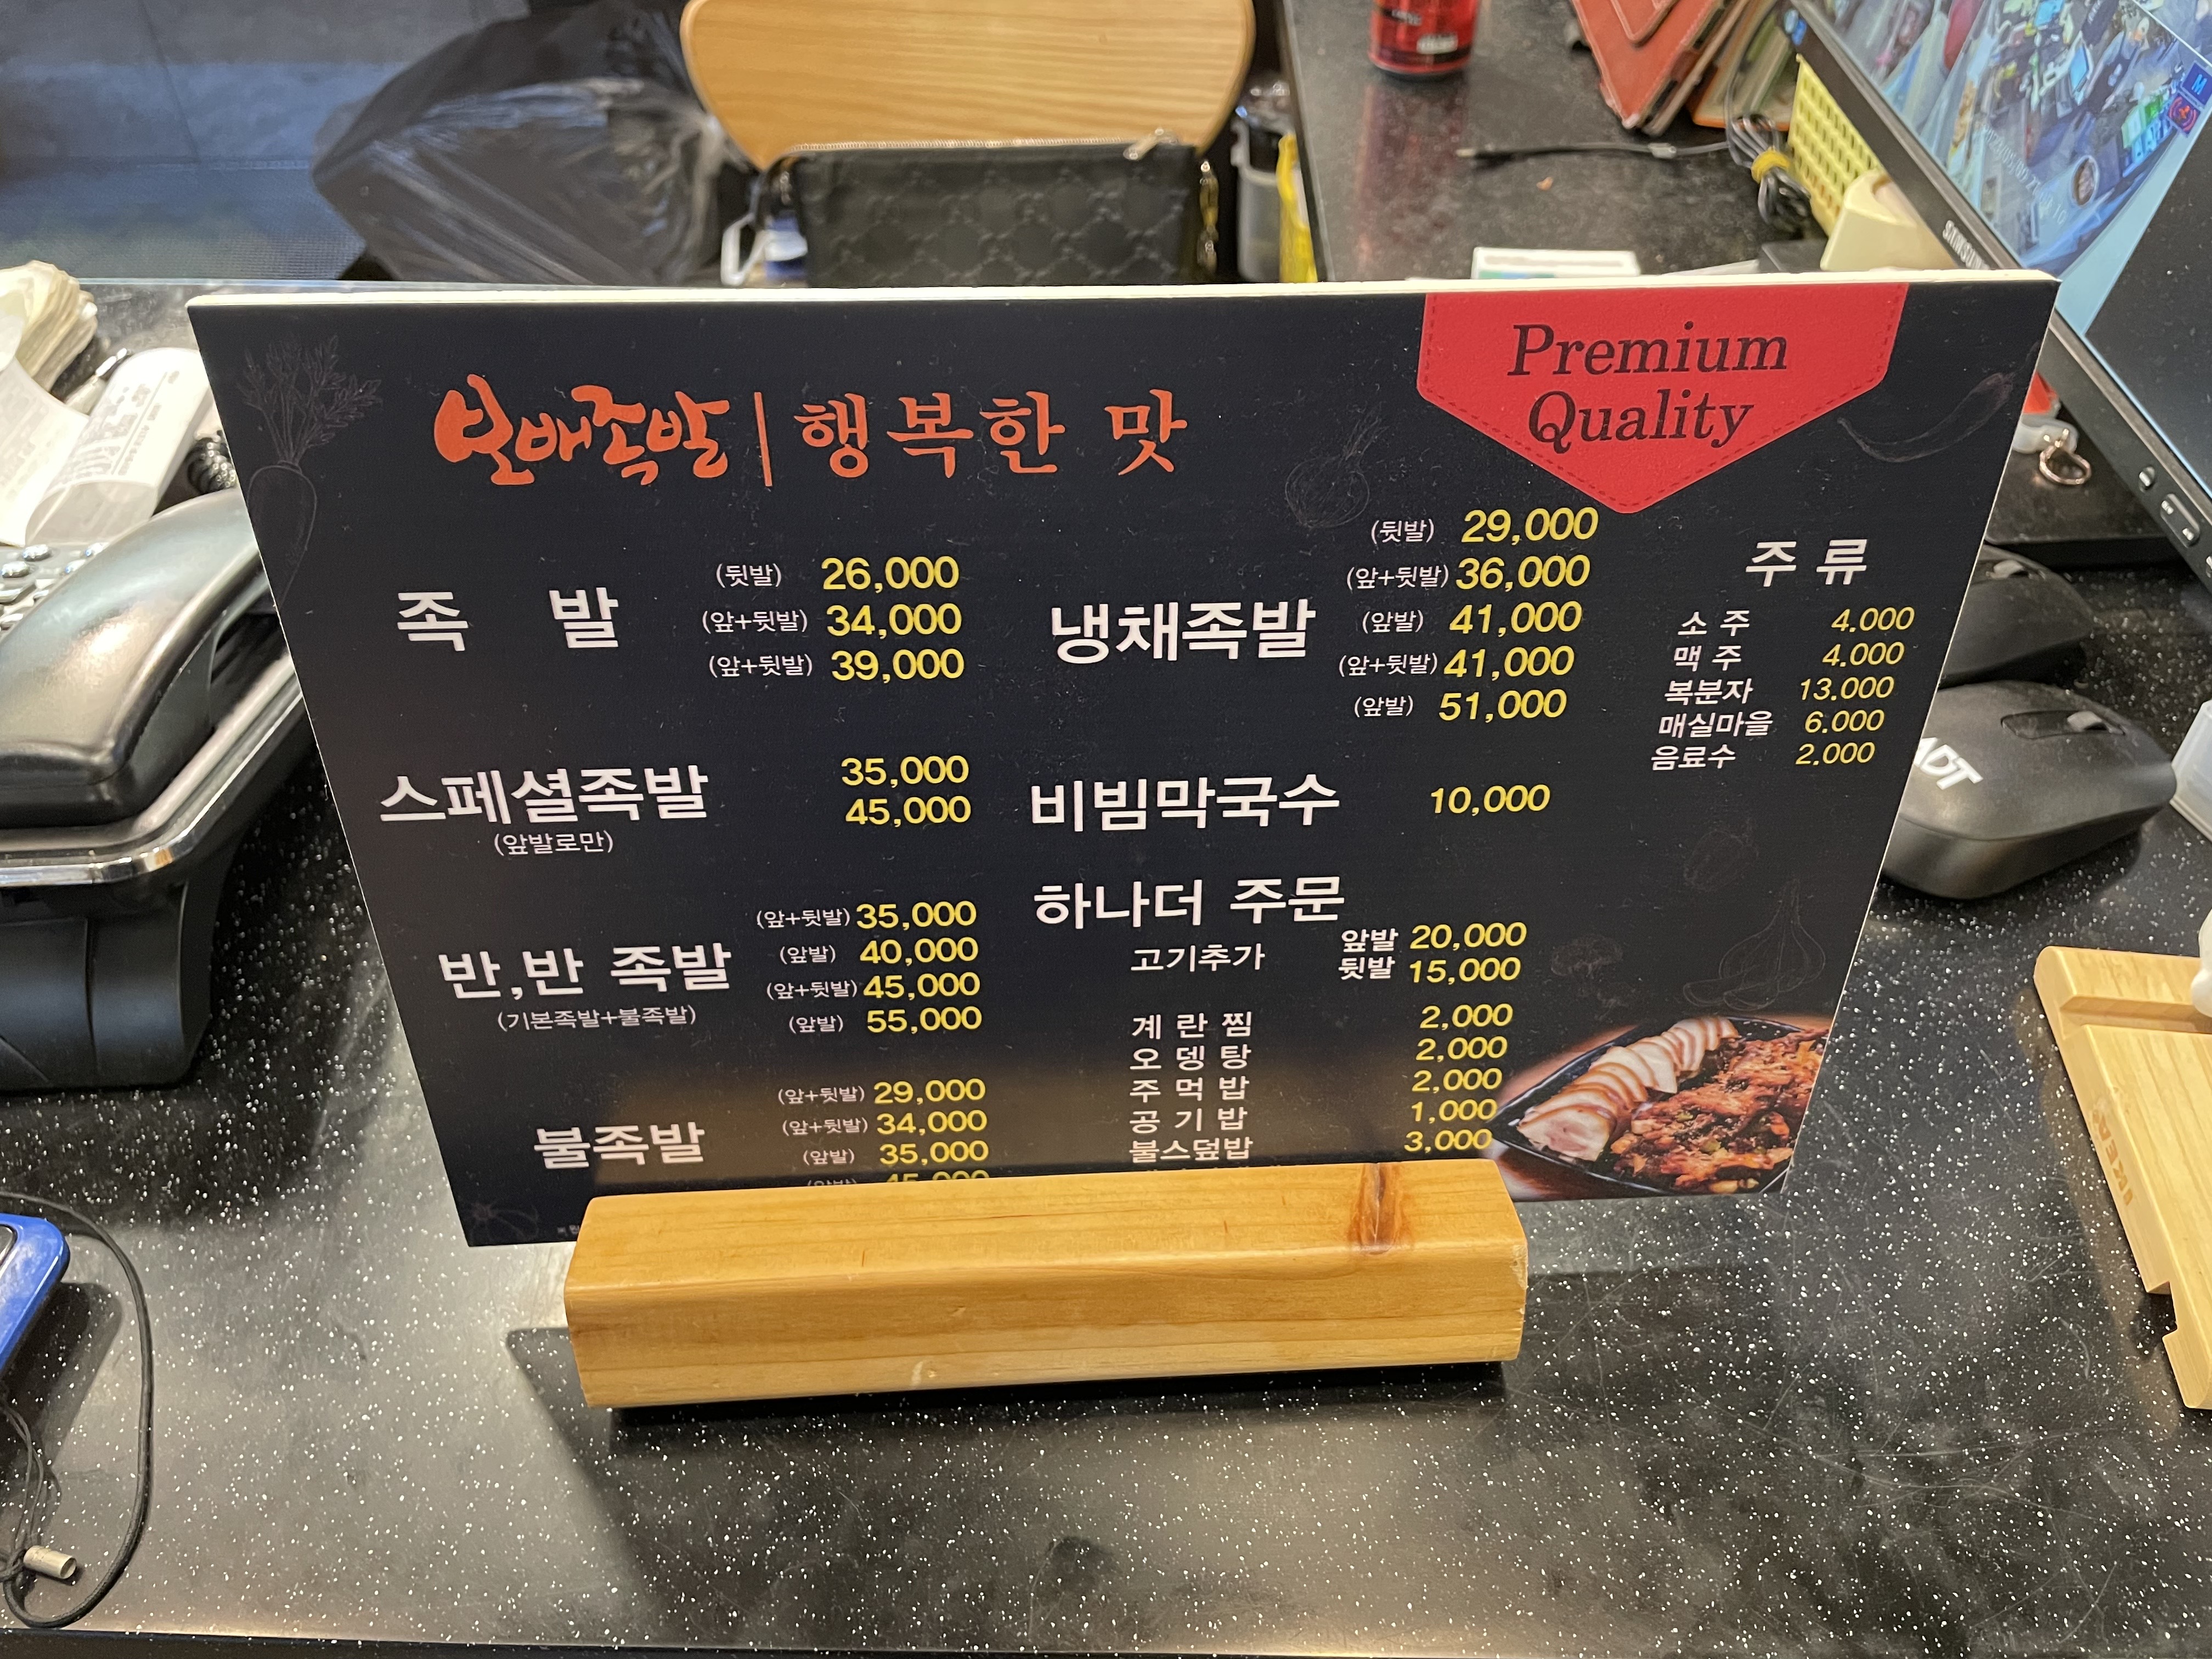 보배족발 | 행복한 맛
Premium
Quality
족 발
(뒷발) 26,000
(앞+뒷발) 34,000
(앞+뒷발) 39,000
스페셜족발
(앞발로만)
35,000
45,000
반,반 족발
(기본족발+불족발)
(앞+뒷발) 35,000
(앞발) 40,000
(앞+뒷발) 45,000
(앞발) 55,000
불족발
(앞+뒷발) 29,000
(앞+뒷발) 34,000
(앞발) 35,000
(앞발) 45,000
냉채족발
(뒷발) 29,000
(앞+뒷발) 36,000
(앞발) 41,000
(앞+뒷발) 41,000
(앞발) 51,000
비빔막국수 10,000
하나더 주문
고기추가
앞발 20,000
뒷발 15,000
계 란 찜 2,000
오 뎅 탕 2,000
주 먹 밥 2,000
공 기 밥 1,000
불스덮밥 3,000
주 류
소 주 4.000
맥 주 4.000
복분자 13.000
매실마을 6.000
음료수 2.000
ADT
SAMSUNG